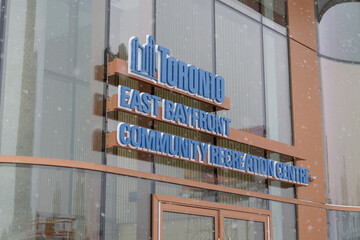 TORONTO
EAST BAYFRONT
COMMUNITY RECREATION CENTRE